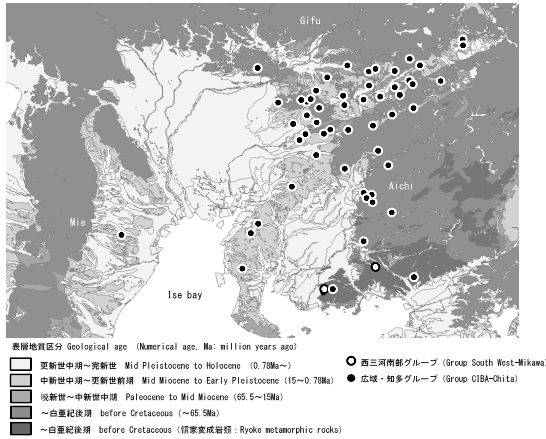 Gifu
Aichi
Mie
Ise bay
表層地質区分 Geological age (Numerical age, Ma: million years ago)
更新世中期～完新世 Mid Pleistocene to Holocene (0.78Ma～)
中新世中期～更新世前期 Mid Miocene to Early Pleistocene (15～0.78Ma)
暁新世～中新世中期 Paleocene to Mid Miocene (65.5～15Ma)
～白亜紀後期 before Cretaceous (～65.5Ma)
～白亜紀後期 before Cretaceous (領家変成岩類：Ryoke metamorphic rocks)
西三河南部グループ (Group South West-Mikawa)
広域・知多グループ (Group CIBA-Chita)